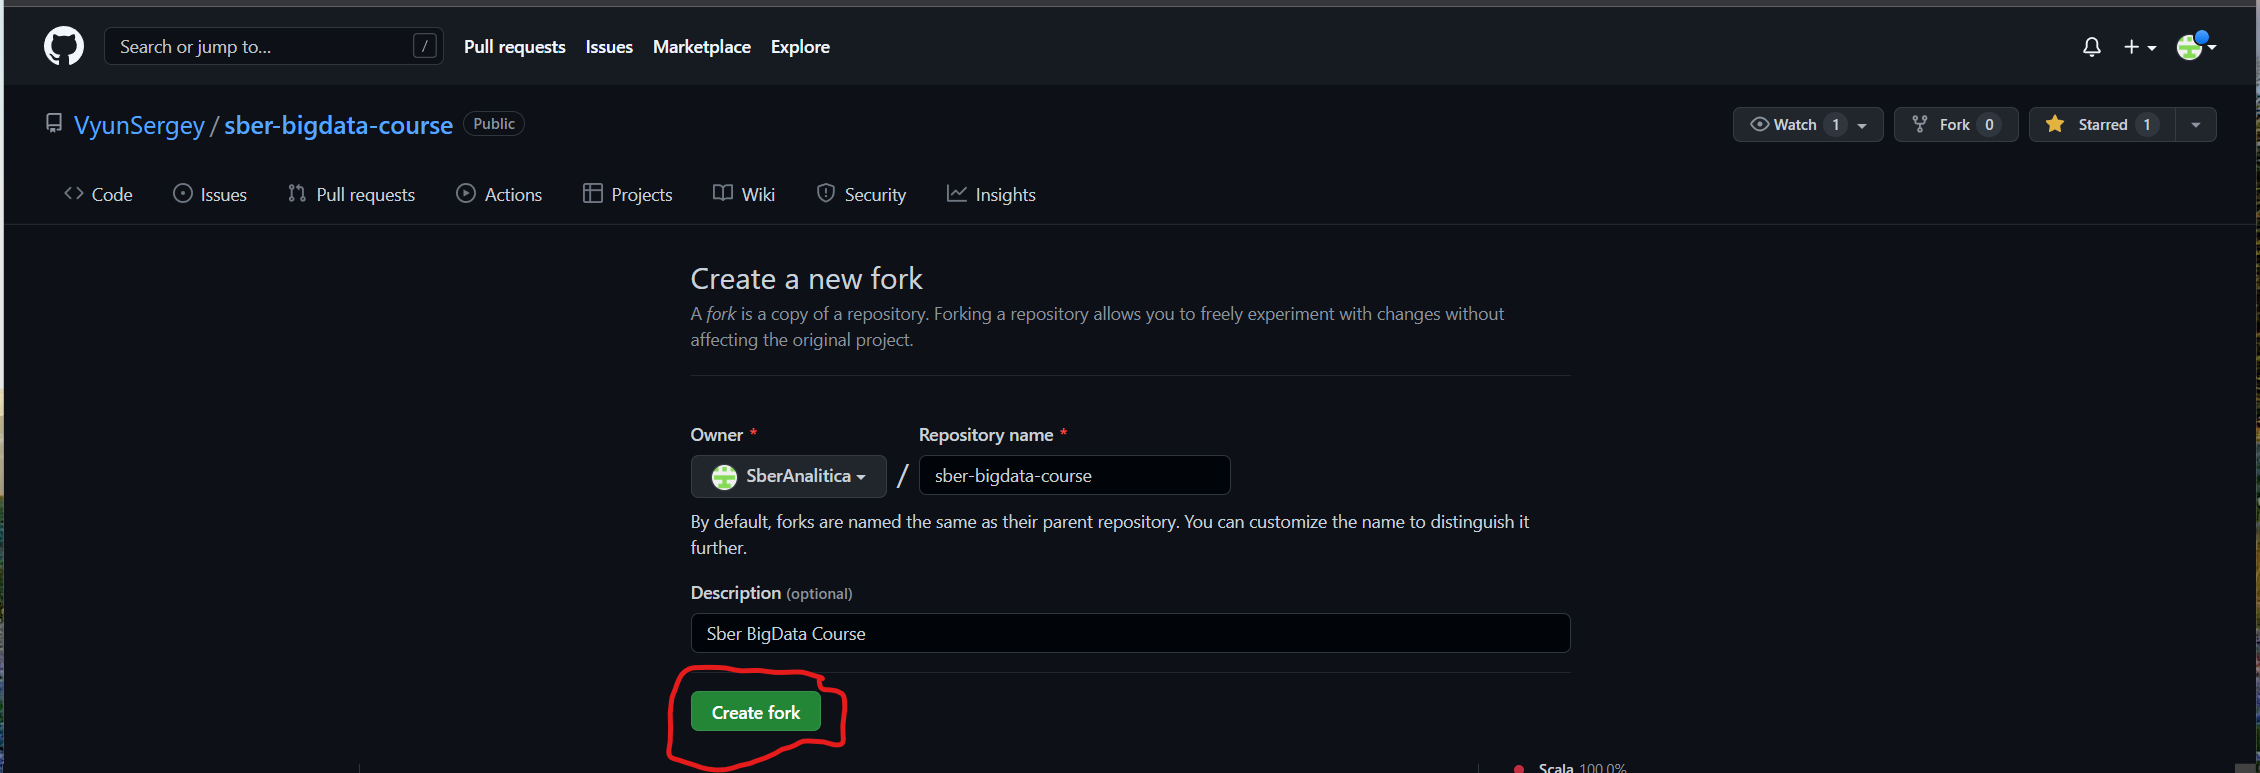 Search or jump to... /
Pull requests Issues Marketplace Explore
VyunSergey / sber-bigdata-course Public
Watch 1 Fork 0 Starred 1
Code Issues Pull requests Actions Projects Wiki Security Insights
Create a new fork
A fork is a copy of a repository. Forking a repository allows you to freely experiment with changes without
affecting the original project.
Owner * Repository name *
SberAnalitica / sber-bigdata-course
By default, forks are named the same as their parent repository. You can customize the name to distinguish it
further.
Description (optional)
Sber BigData Course
Create fork
Scala 100.0%